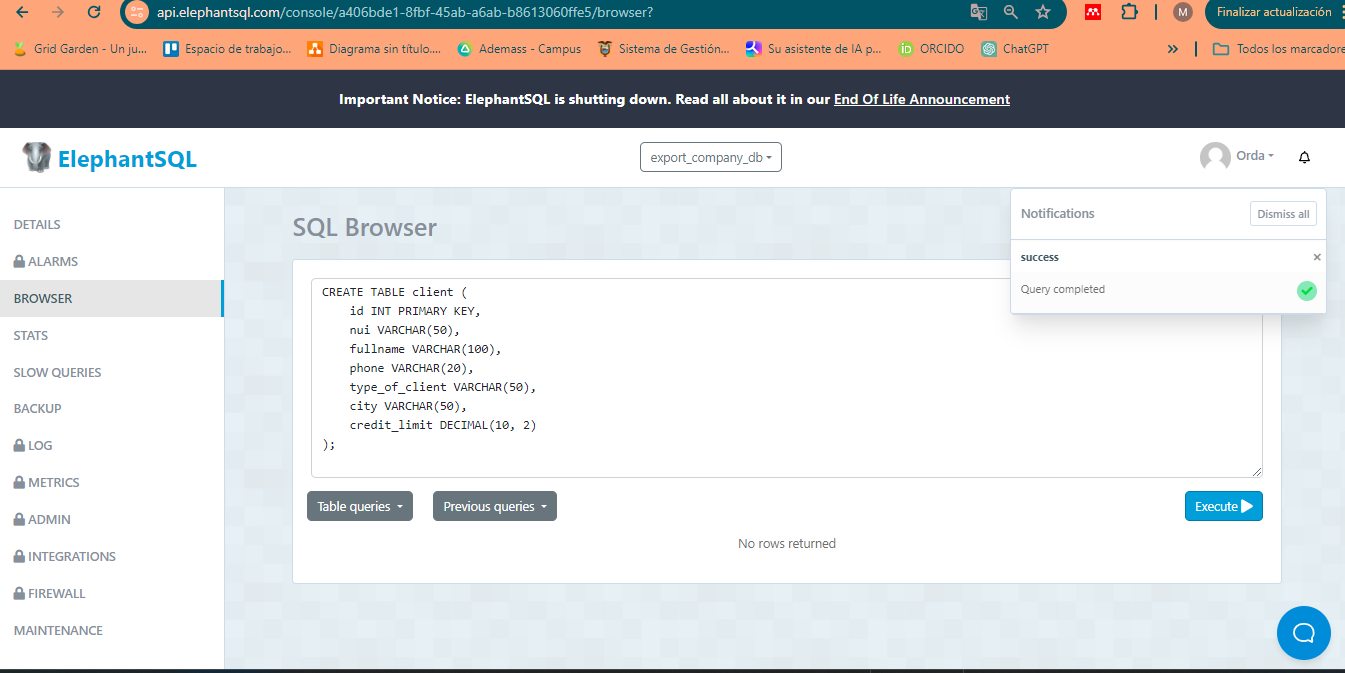 api.elephantsql.com/console/a406bde1-8fbf-45ab-a6ab-b8613060ffe5/browser?
M
Finalizar actualización
Grid Garden - Un ju...
Espacio de trabajo...
Diagrama sin título....
Ademass - Campus
Sistema de Gestión...
Su asistente de IA p...
iD ORCIDO
ChatGPT
»
Todos los marcadore
Important Notice: ElephantSQL is shutting down. Read all about it in our End Of Life Announcement
ElephantSQL
export_company_db
Orda
DETAILS
ALARMS
BROWSER
STATS
SLOW QUERIES
BACKUP
LOG
METRICS
ADMIN
INTEGRATIONS
FIREWALL
MAINTENANCE
SQL Browser
Notifications
Dismiss all
success
×
Query completed
CREATE TABLE client (
    id INT PRIMARY KEY,
    nui VARCHAR(50),
    fullname VARCHAR(100),
    phone VARCHAR(20),
    type_of_client VARCHAR(50),
    city VARCHAR(50),
    credit_limit DECIMAL(10, 2)
);
Table queries
Previous queries
Execute
No rows returned